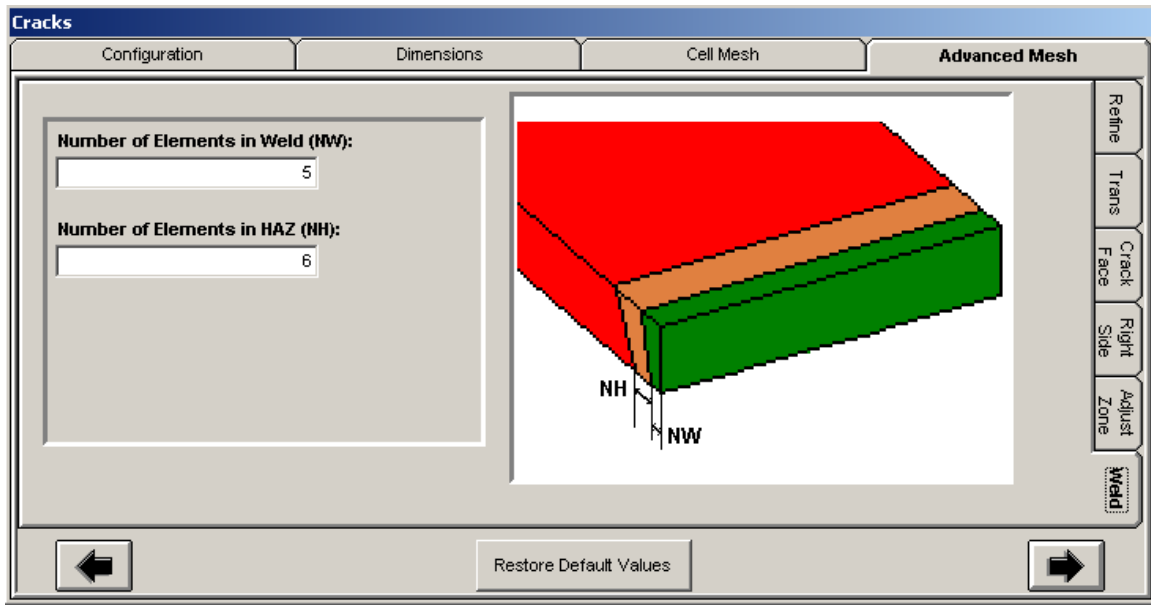 Cracks
Configuration
Dimensions
Cell Mesh
Advanced Mesh
Number of Elements in Weld (NW):
5
Number of Elements in HAZ (NH):
6
NH
NW
Refine
Trans
Crack
Face
Right
Side
Adjust
Zone
Weld
Restore Default Values